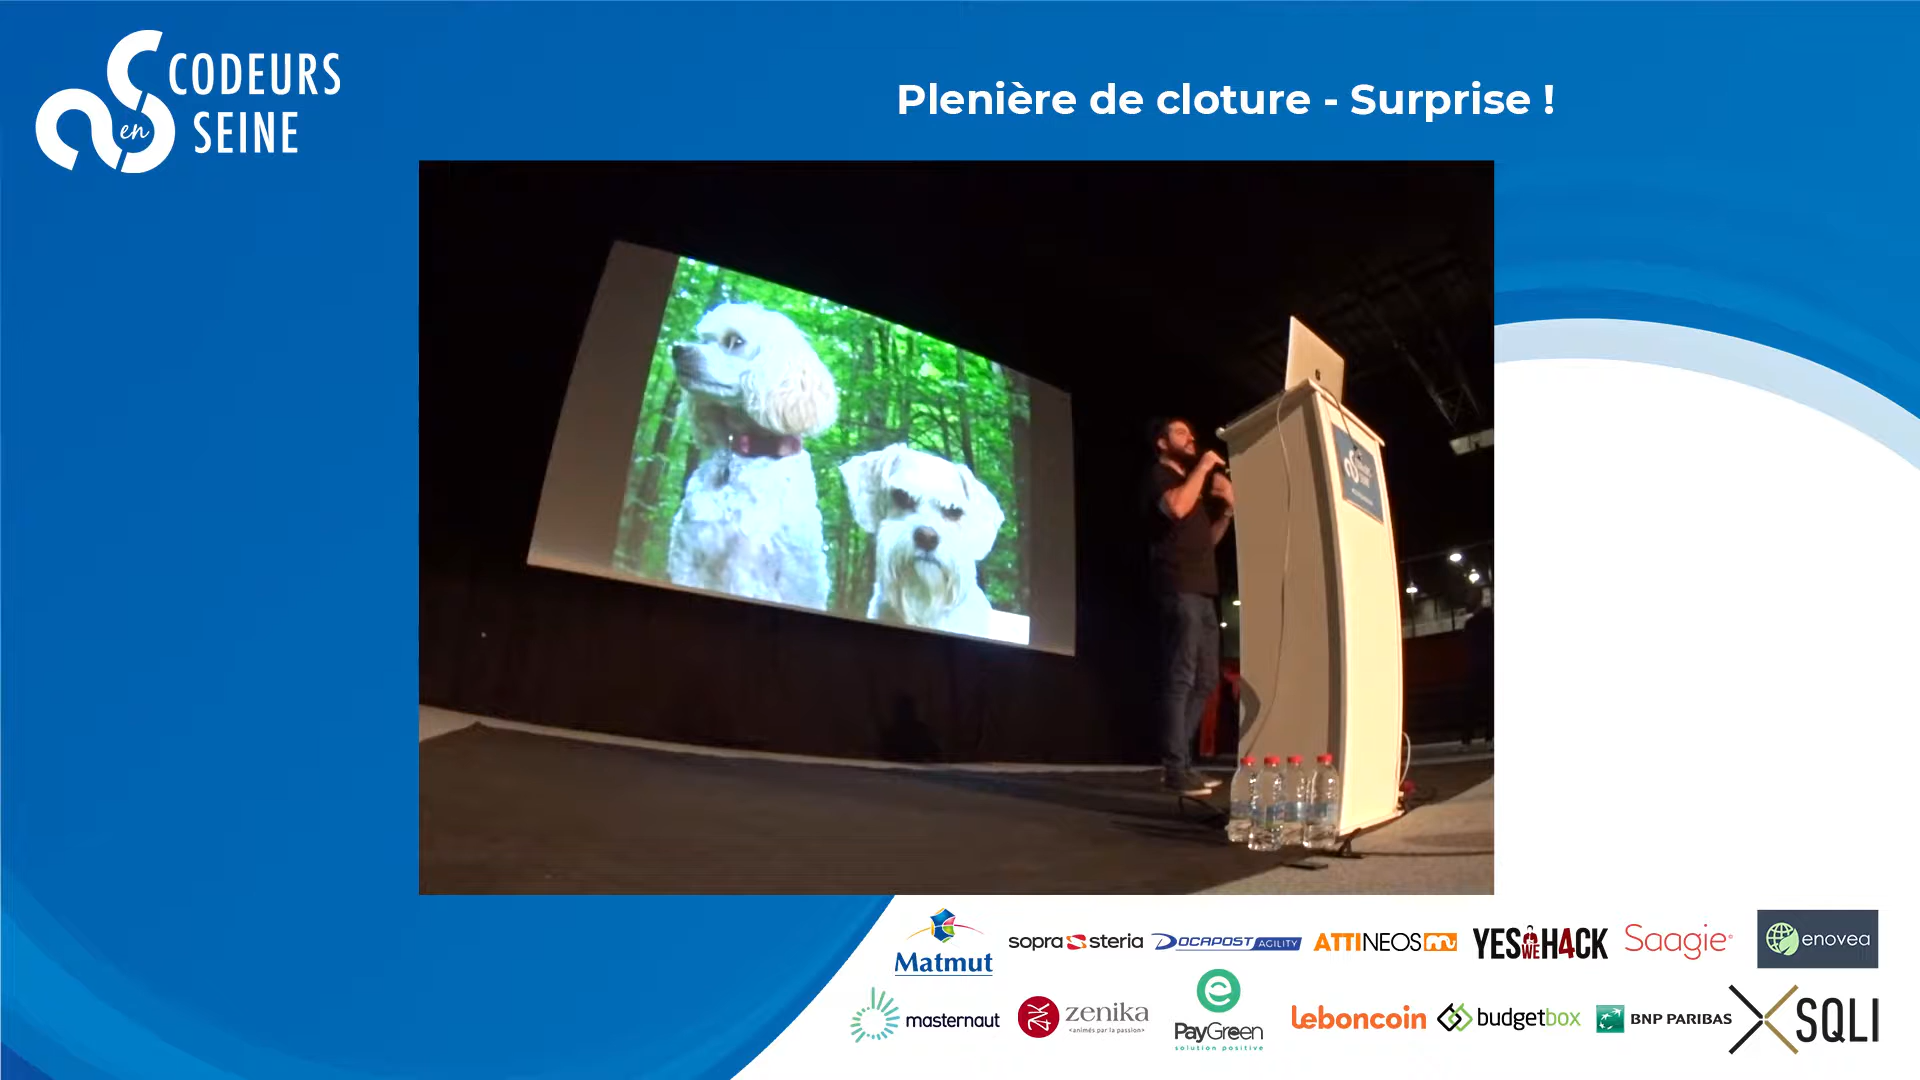 CODEURS
en
SEINE
Plenière de cloture - Surprise !
Matmut
sopra steria
DOCAPOST AGILITY
ATTINEOS
YES WE H4CK
Saagie
enovea
masternaut
zenika
<animés par la passion>
PayGreen
solution positive
leboncoin
budgetbox
BNP PARIBAS
SQLI